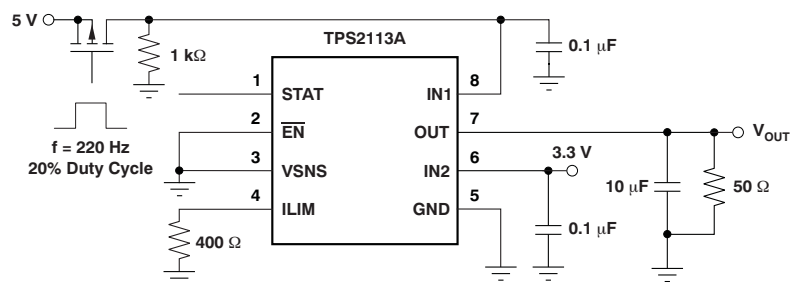 5 V
TPS2113A
1 kΩ
0.1 μF
1
STAT
IN1
8
2
EN
OUT
7
VOUT
f = 220 Hz
20% Duty Cycle
3
VSNS
IN2
6
3.3 V
10 μF
50 Ω
4
ILIM
GND
5
0.1 μF
400 Ω